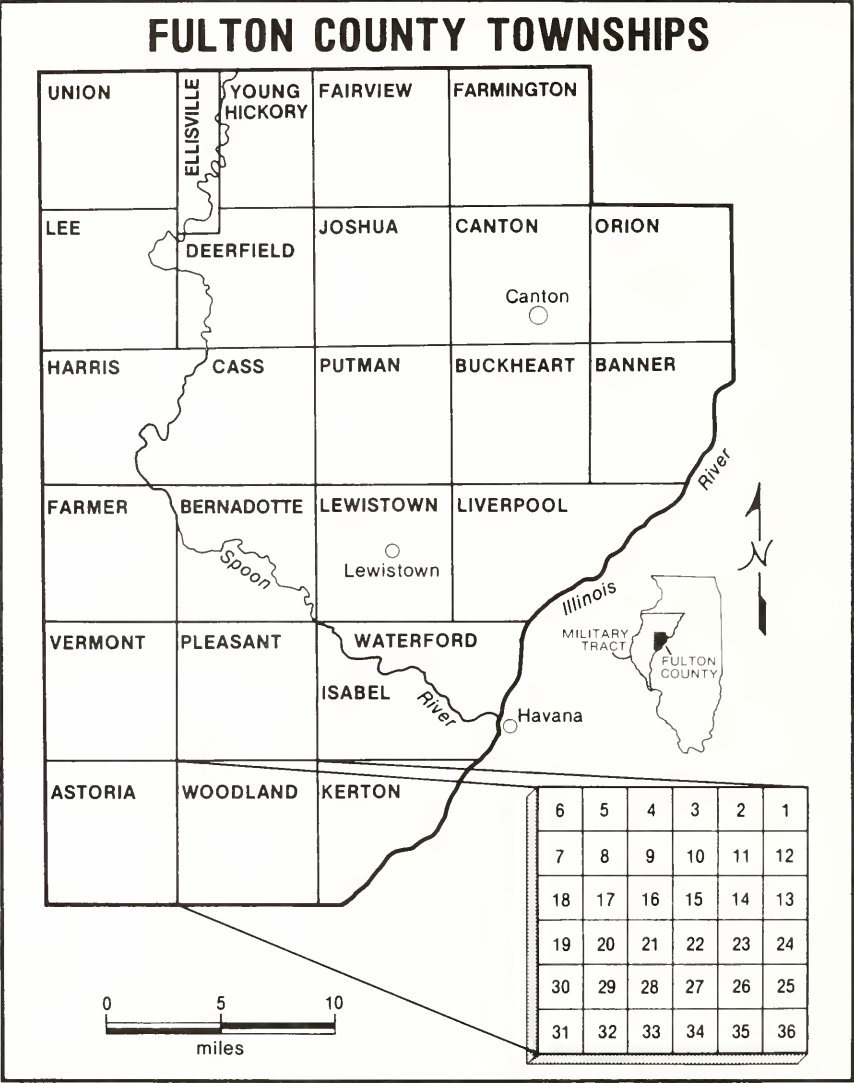 FULTON COUNTY TOWNSHIPS
UNION
ELLISVILLE
YOUNG
HICKORY
FAIRVIEW
FARMINGTON
LEE
DEERFIELD
JOSHUA
CANTON
ORION
Canton
HARRIS
CASS
PUTMAN
BUCKHEART
BANNER
River
FARMER
BERNADOTTE
LEWISTOWN
LIVERPOOL
Spoon
Lewistown
Illinois
N
MILITARY
TRACT
FULTON
COUNTY
VERMONT
PLEASANT
WATERFORD
ISABEL
River
Havana
ASTORIA
WOODLAND
KERTON
6 5 4 3 2 1
7 8 9 10 11 12
18 17 16 15 14 13
19 20 21 22 23 24
30 29 28 27 26 25
31 32 33 34 35 36
0 5 10
miles